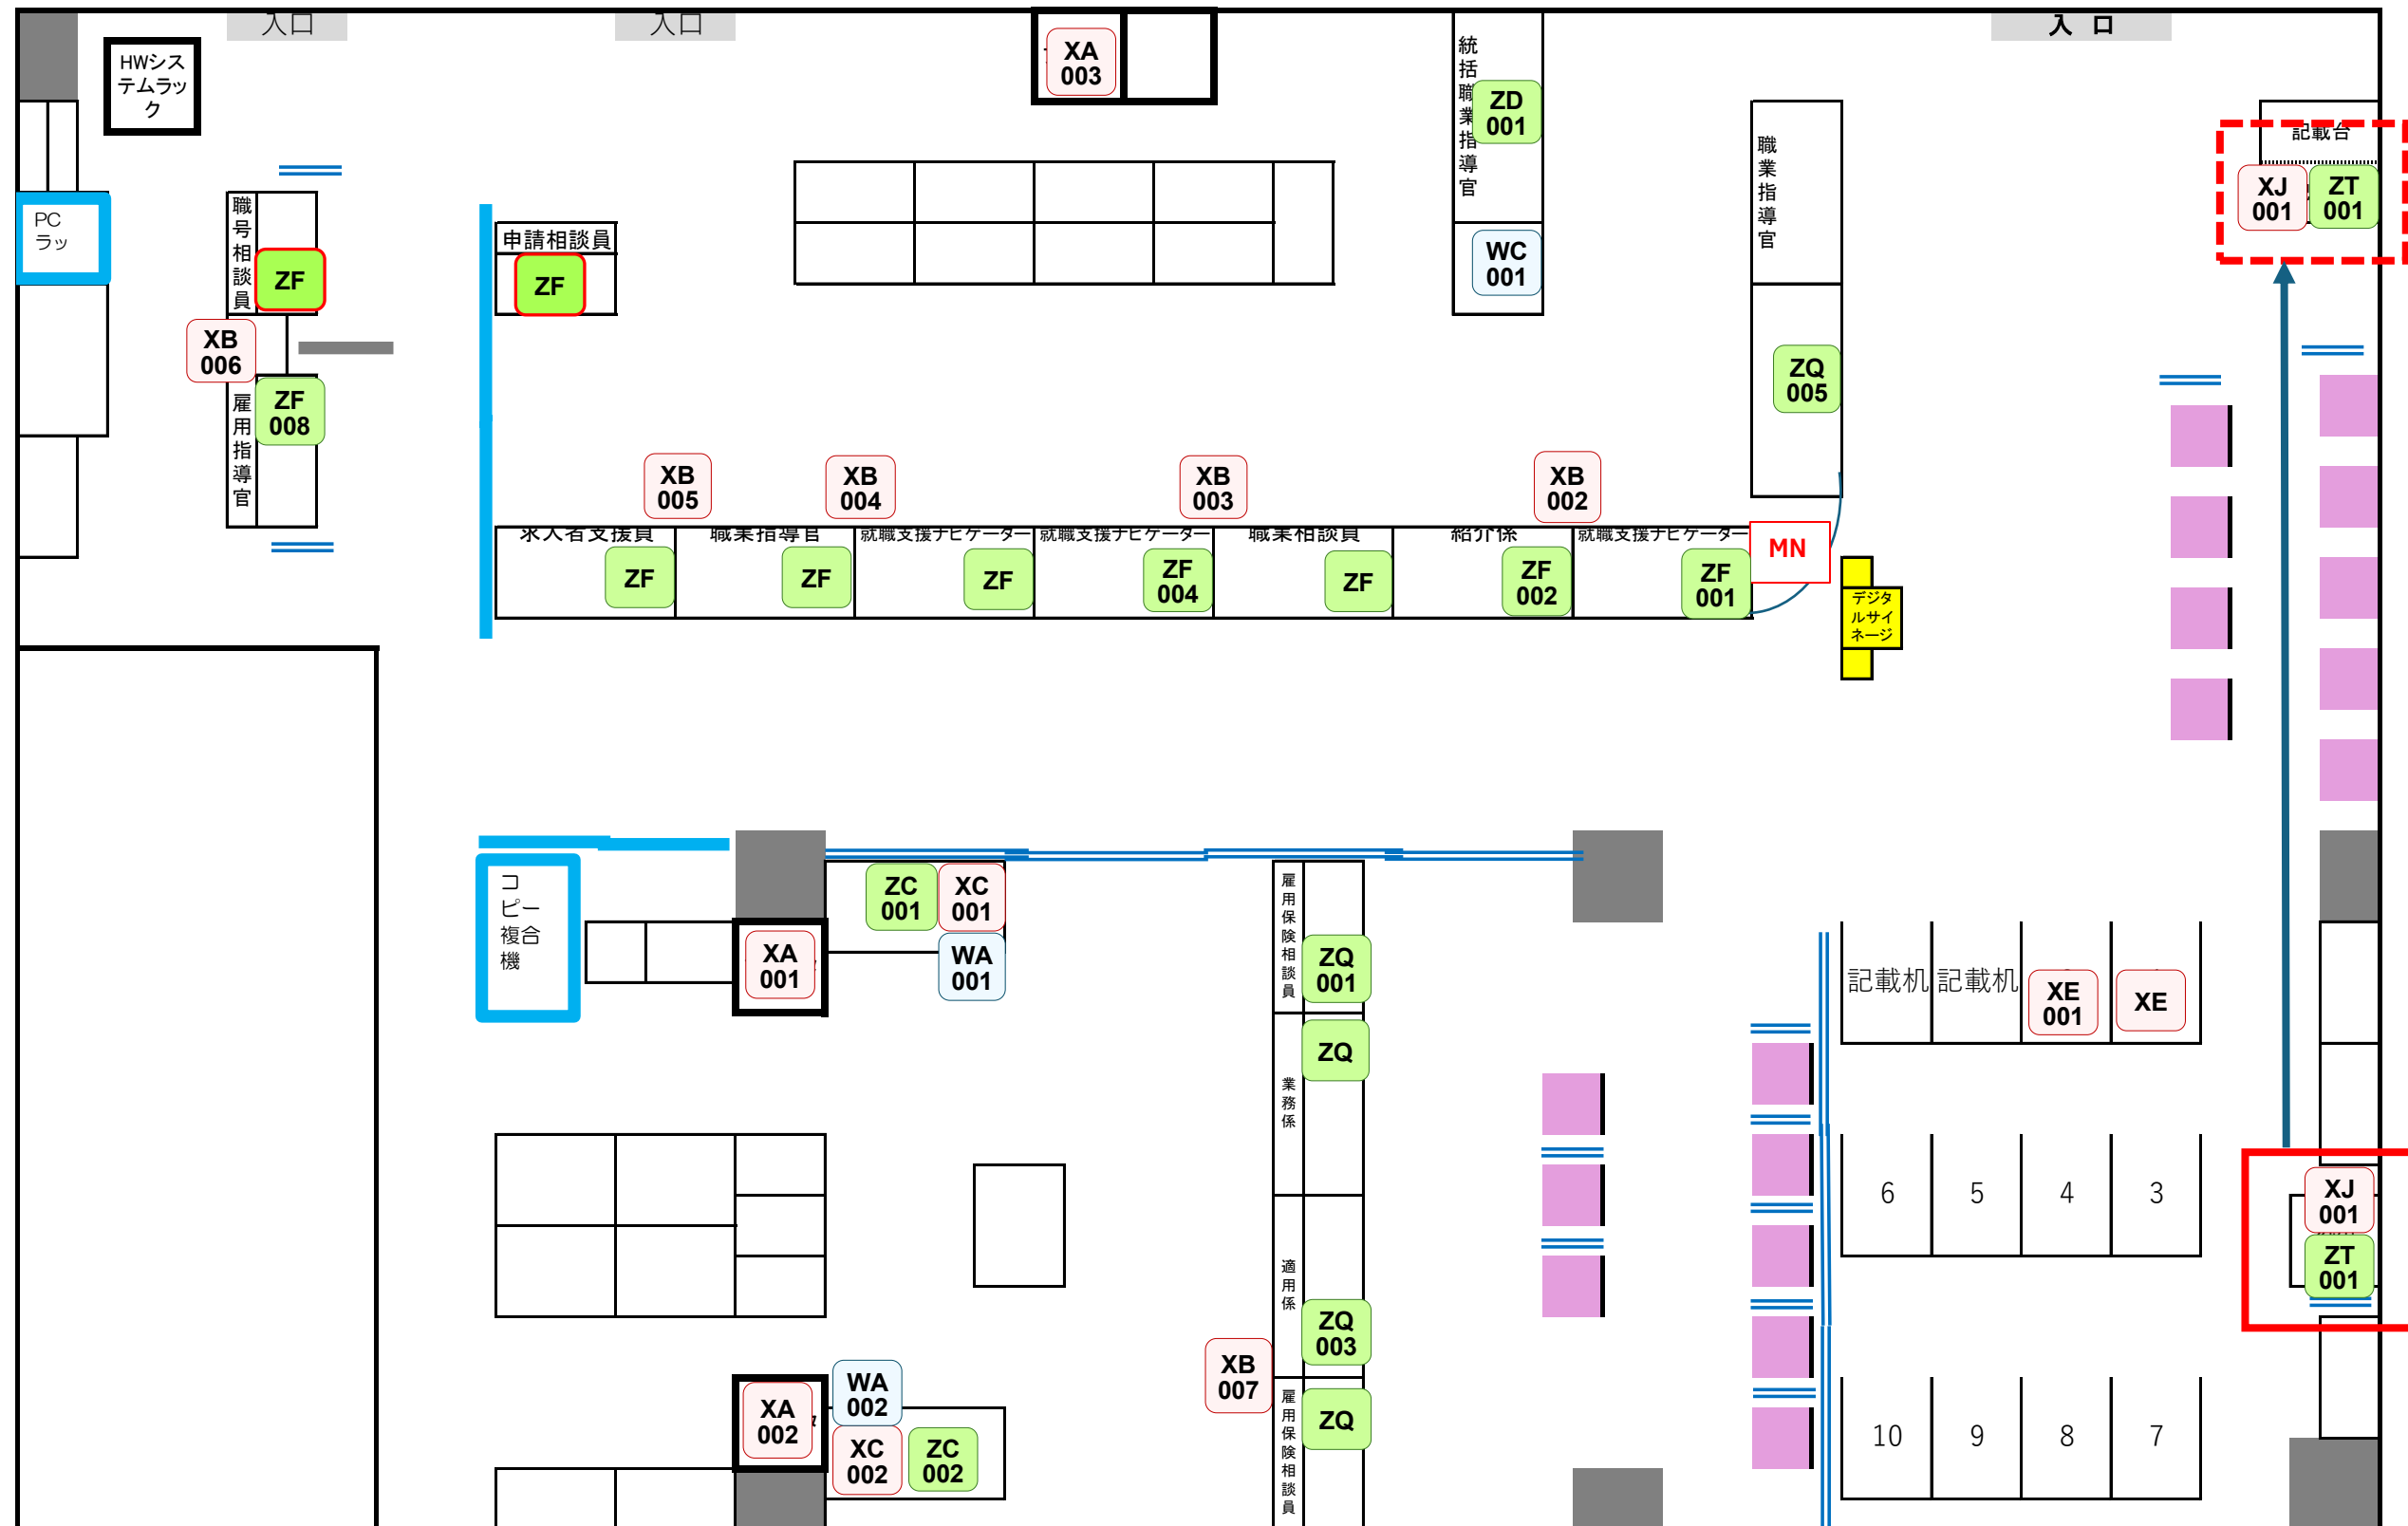 入口
入口
入 口
HWシス
テムラッ
ク
XA
003
統括職業指導官
ZD
001
WC
001
職業指導官
ZQ
005
記載台
XJ
001
ZT
001
PC
ラッ
職号相談員
ZF
XB
006
雇用指導官
ZF
008
申請相談員
ZF
XB
005
XB
004
XB
003
XB
002
求人者支援員
職業指導官
就職支援ナビゲーター
就職支援ナビゲーター
職業相談員
紹介係
就職支援ナビゲーター
ZF
ZF
ZF
ZF
004
ZF
ZF
002
ZF
001
MN
デジタ
ルサイ
ネージ
コ
ピー
複合
機
ZC
001
XC
001
XA
001
WA
001
雇用保険相談員
ZQ
001
業務係
ZQ
適用係
ZQ
003
XB
007
雇用保険相談員
ZQ
記載机
記載机
XE
001
XE
6
5
4
3
XJ
001
ZT
001
10
9
8
7
XA
002
WA
002
XC
002
ZC
002